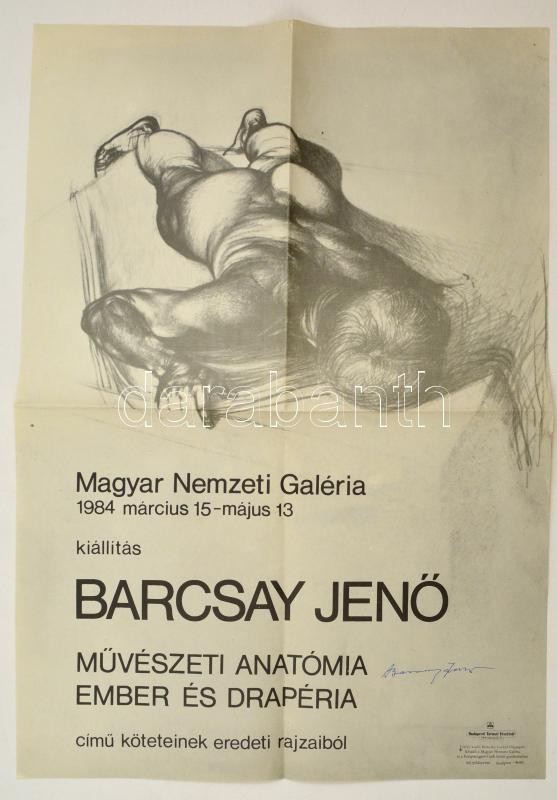 durabanth
Magyar Nemzeti Galéria
1984 március 15-május 13
kiállítás
BARCSAY JENŐ
MŰVÉSZETI ANATÓMIA
EMBER ÉS DRAPÉRIA
című köteteinek eredeti rajzaiból